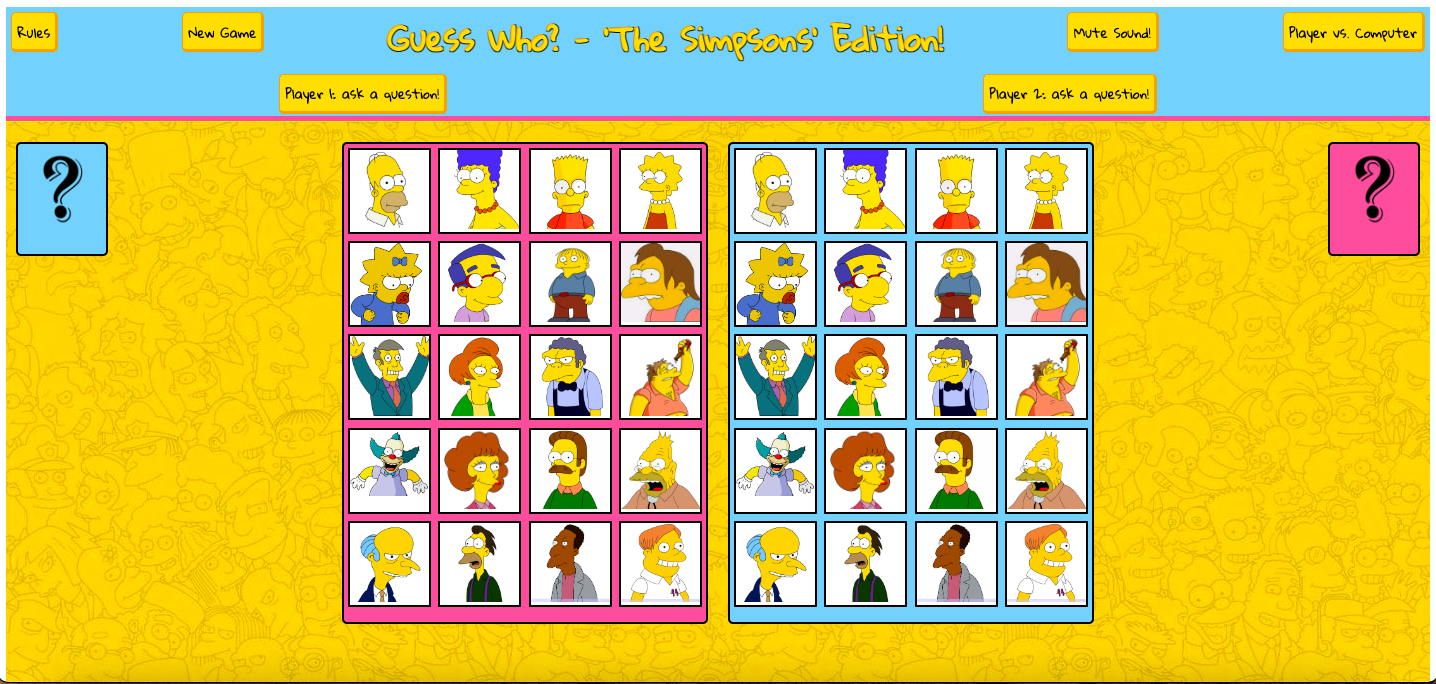 Rules
New Game
Guess Who? - 'The Simpsons' Edition!
Mute Sound!
Player vs. Computer
Player 1: ask a question!
Player 2: ask a question!
?
?